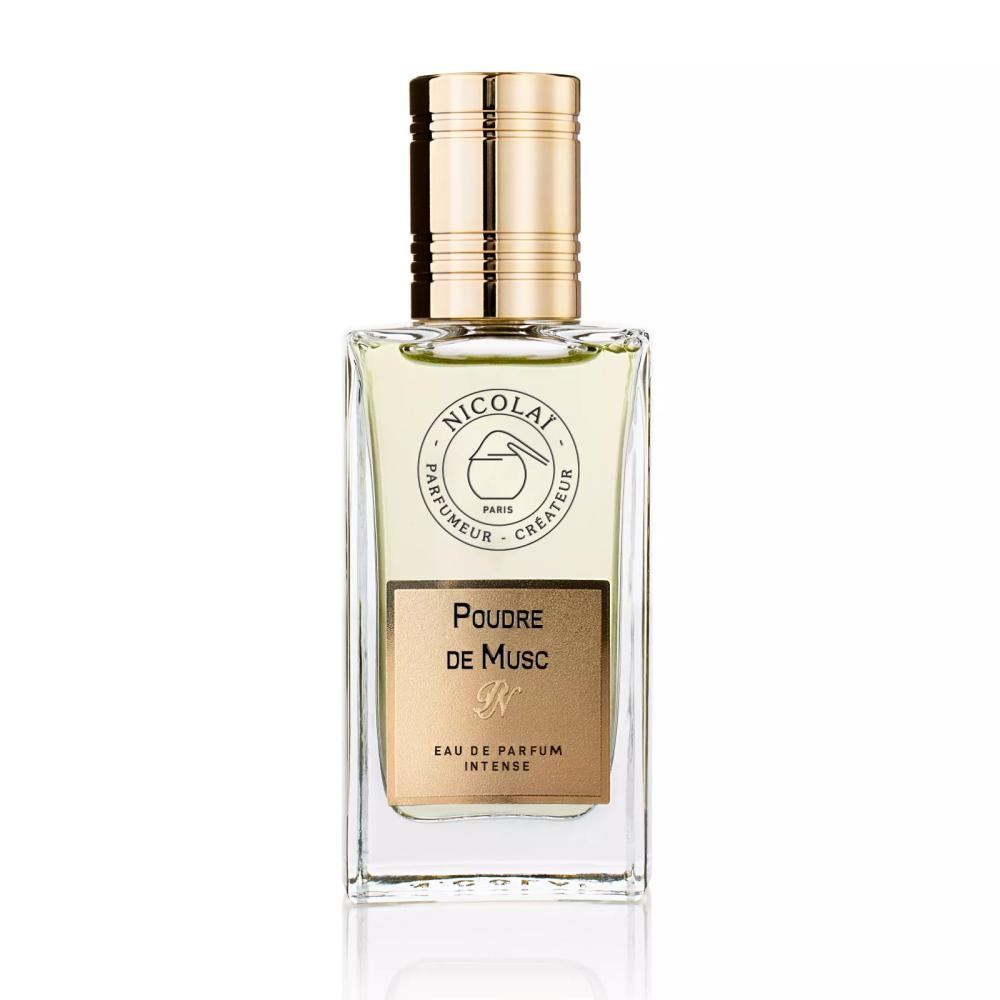 NICOLAÏ
PARFUMEUR - CRÉATEUR
PARIS
POUDRE
DE MUSC
PN
EAU DE PARFUM
INTENSE